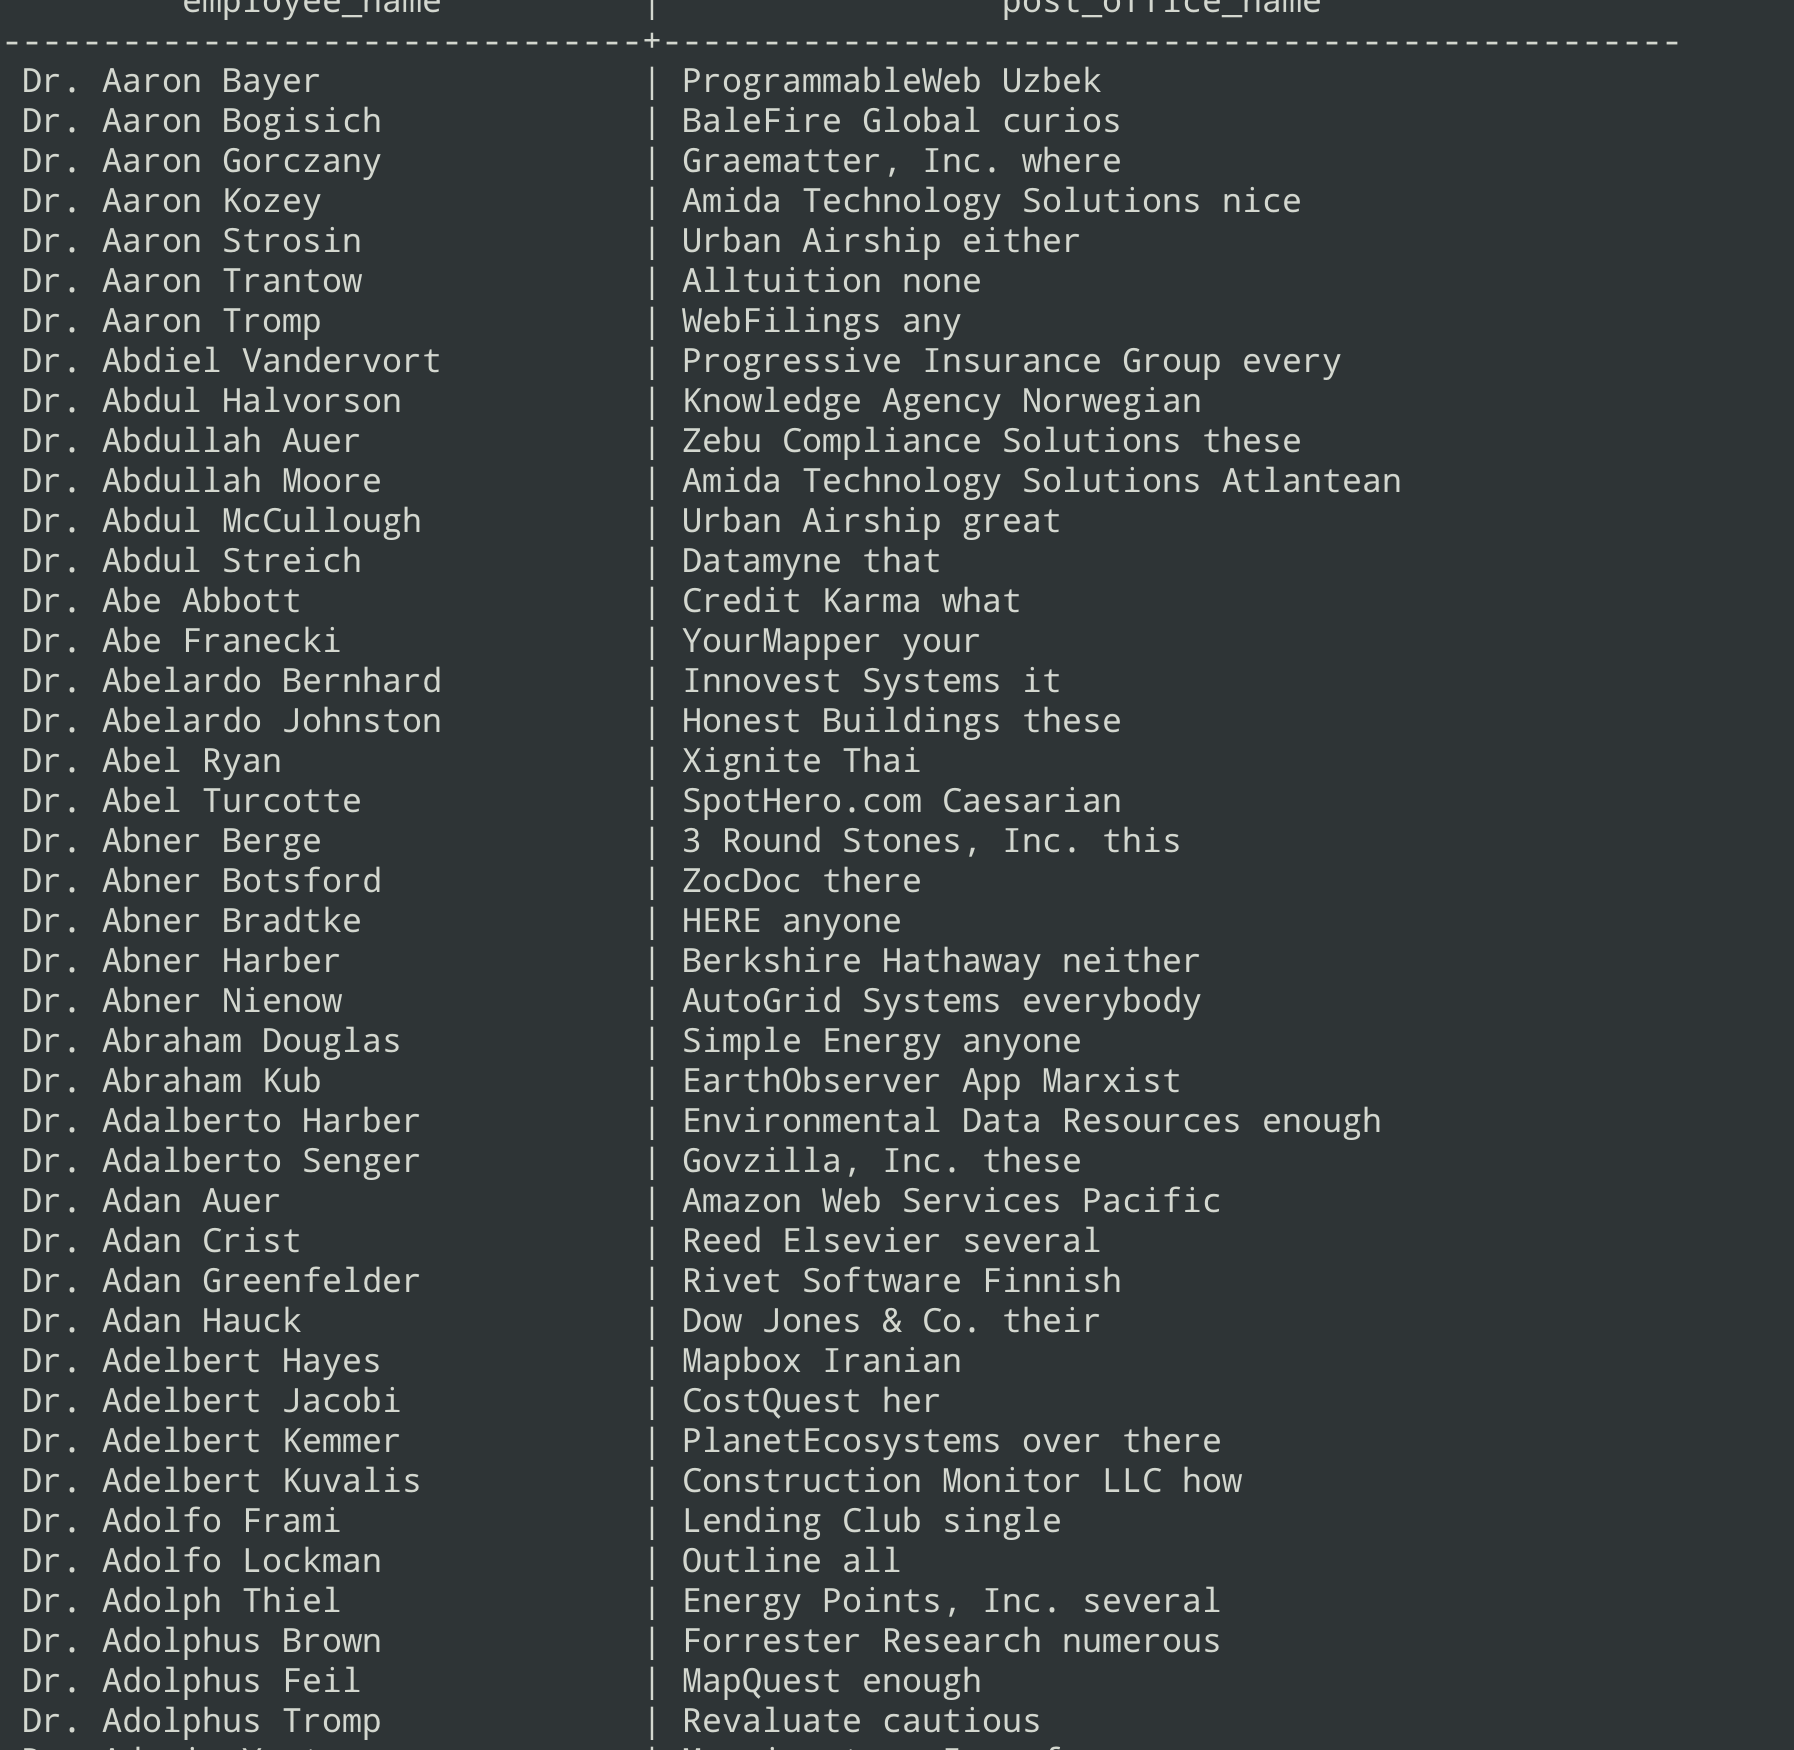 employee_name | post_office_name
--------------------------------+---------------------------------------------------
Dr. Aaron Bayer | ProgrammableWeb Uzbek
Dr. Aaron Bogisich | BaleFire Global curios
Dr. Aaron Gorczany | Graematter, Inc. where
Dr. Aaron Kozey | Amida Technology Solutions nice
Dr. Aaron Strosin | Urban Airship either
Dr. Aaron Trantow | Alltuition none
Dr. Aaron Tromp | WebFilings any
Dr. Abdiel Vandervort | Progressive Insurance Group every
Dr. Abdul Halvorson | Knowledge Agency Norwegian
Dr. Abdullah Auer | Zebu Compliance Solutions these
Dr. Abdullah Moore | Amida Technology Solutions Atlantean
Dr. Abdul McCullough | Urban Airship great
Dr. Abdul Streich | Datamyne that
Dr. Abe Abbott | Credit Karma what
Dr. Abe Franecki | YourMapper your
Dr. Abelardo Bernhard | Innovest Systems it
Dr. Abelardo Johnston | Honest Buildings these
Dr. Abel Ryan | Xignite Thai
Dr. Abel Turcotte | SpotHero.com Caesarian
Dr. Abner Berge | 3 Round Stones, Inc. this
Dr. Abner Botsford | ZocDoc there
Dr. Abner Bradtke | HERE anyone
Dr. Abner Harber | Berkshire Hathaway neither
Dr. Abner Nienow | AutoGrid Systems everybody
Dr. Abraham Douglas | Simple Energy anyone
Dr. Abraham Kub | EarthObserver App Marxist
Dr. Adalberto Harber | Environmental Data Resources enough
Dr. Adalberto Senger | Govzilla, Inc. these
Dr. Adan Auer | Amazon Web Services Pacific
Dr. Adan Crist | Reed Elsevier several
Dr. Adan Greenfelder | Rivet Software Finnish
Dr. Adan Hauck | Dow Jones & Co. their
Dr. Adelbert Hayes | Mapbox Iranian
Dr. Adelbert Jacobi | CostQuest her
Dr. Adelbert Kemmer | PlanetEcosystems over there
Dr. Adelbert Kuvalis | Construction Monitor LLC how
Dr. Adolfo Frami | Lending Club single
Dr. Adolfo Lockman | Outline all
Dr. Adolph Thiel | Energy Points, Inc. several
Dr. Adolphus Brown | Forrester Research numerous
Dr. Adolphus Feil | MapQuest enough
Dr. Adolphus Tromp | Revaluate cautious